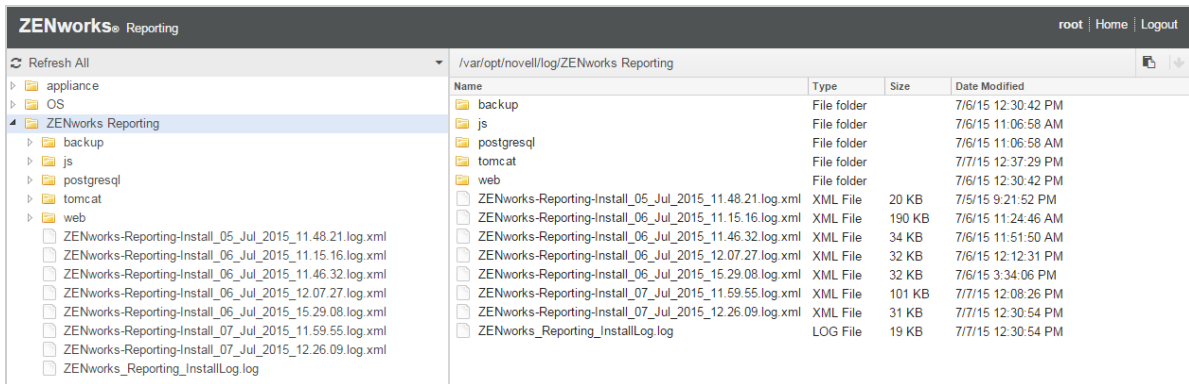 ZENworks® Reporting
root Home Logout
Refresh All
appliance
OS
ZENworks Reporting
backup
js
postgresql
tomcat
web
ZENworks-Reporting-Install_05_Jul_2015_11.48.21.log.xml
ZENworks-Reporting-Install_06_Jul_2015_11.15.16.log.xml
ZENworks-Reporting-Install_06_Jul_2015_11.46.32.log.xml
ZENworks-Reporting-Install_06_Jul_2015_12.07.27.log.xml
ZENworks-Reporting-Install_06_Jul_2015_15.29.08.log.xml
ZENworks-Reporting-Install_07_Jul_2015_11.59.55.log.xml
ZENworks-Reporting-Install_07_Jul_2015_12.26.09.log.xml
ZENworks_Reporting_InstallLog.log
/var/opt/novell/log/ZENworks Reporting
Name Type Size Date Modified
backup File folder 7/6/15 12:30:42 PM
js File folder 7/6/15 11:06:58 AM
postgresql File folder 7/6/15 11:06:58 AM
tomcat File folder 7/7/15 12:37:29 PM
web File folder 7/6/15 12:30:42 PM
ZENworks-Reporting-Install_05_Jul_2015_11.48.21.log.xml XML File 20 KB 7/5/15 9:21:52 PM
ZENworks-Reporting-Install_06_Jul_2015_11.15.16.log.xml XML File 190 KB 7/6/15 11:24:46 AM
ZENworks-Reporting-Install_06_Jul_2015_11.46.32.log.xml XML File 34 KB 7/6/15 11:51:50 AM
ZENworks-Reporting-Install_06_Jul_2015_12.07.27.log.xml XML File 32 KB 7/6/15 12:12:31 PM
ZENworks-Reporting-Install_06_Jul_2015_15.29.08.log.xml XML File 32 KB 7/6/15 3:34:06 PM
ZENworks-Reporting-Install_07_Jul_2015_11.59.55.log.xml XML File 101 KB 7/7/15 12:08:26 PM
ZENworks-Reporting-Install_07_Jul_2015_12.26.09.log.xml XML File 31 KB 7/7/15 12:30:54 PM
ZENworks_Reporting_InstallLog.log LOG File 19 KB 7/7/15 12:30:54 PM